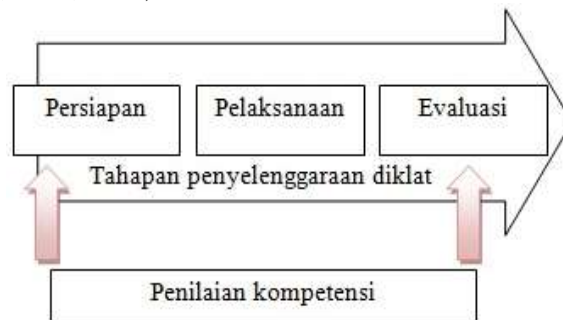 Persiapan
Pelaksanaan
Evaluasi
Tahapan penyelenggaraan diklat
Penilaian kompetensi